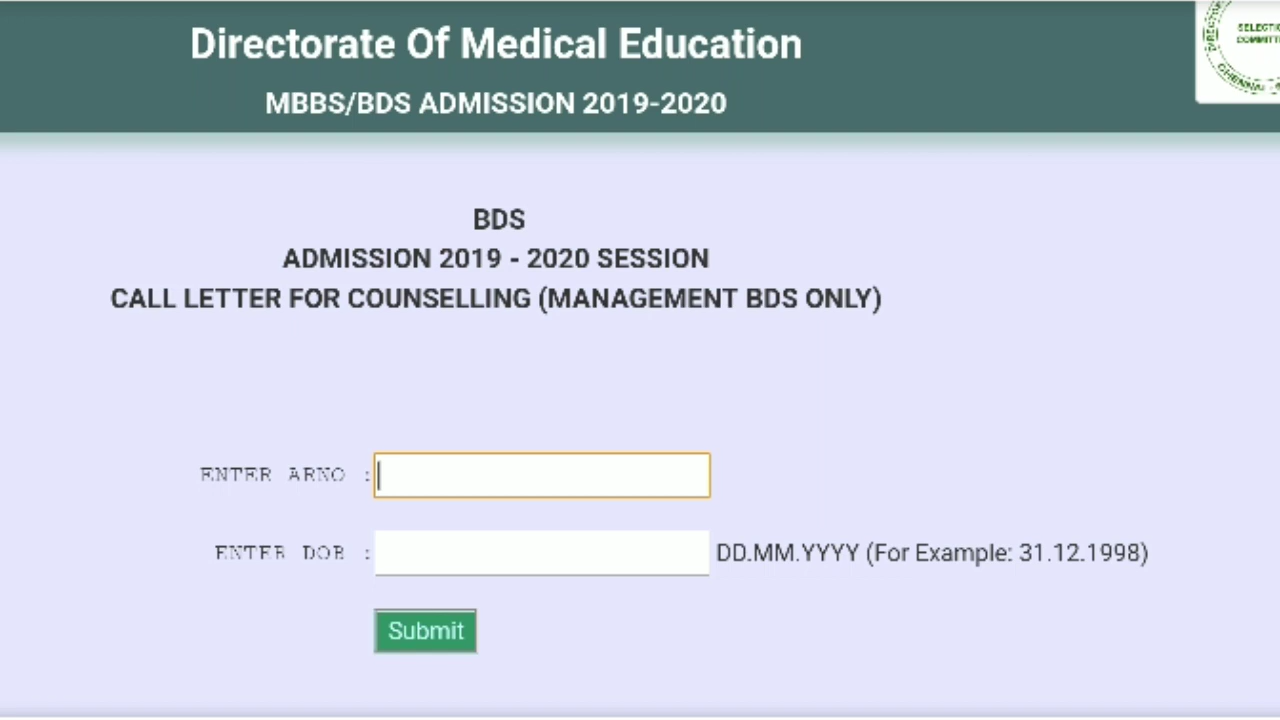 Directorate Of Medical Education
MBBS/BDS ADMISSION 2019-2020
BDS
ADMISSION 2019 - 2020 SESSION
CALL LETTER FOR COUNSELLING (MANAGEMENT BDS ONLY)
ENTER ARNO :
ENTER DOB : DD.MM.YYYY (For Example: 31.12.1998)
Submit